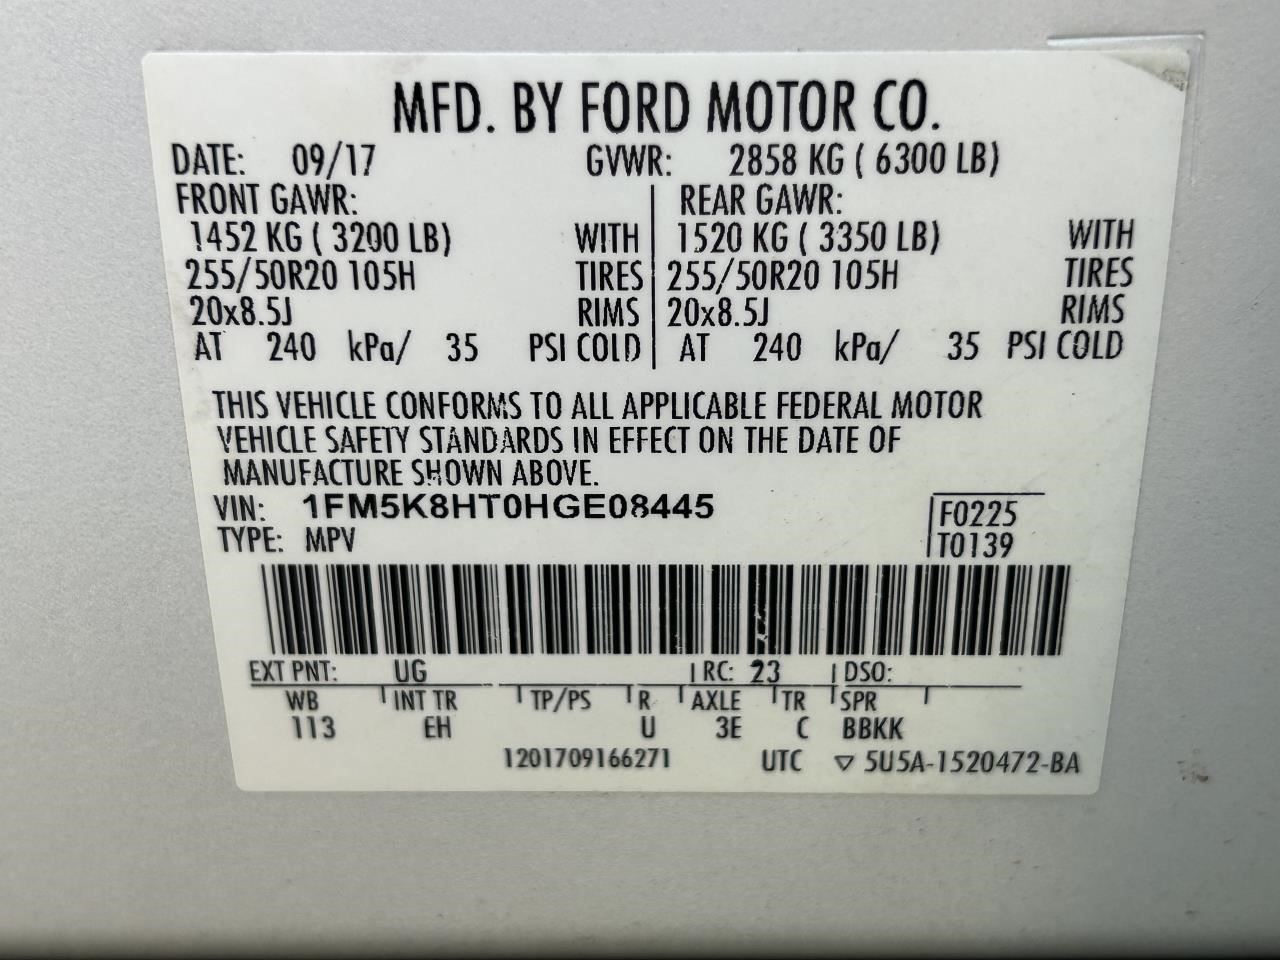 MFD. BY FORD MOTOR CO.
DATE: 09/17 GVWR: 2858 KG ( 6300 LB)
FRONT GAWR: REAR GAWR:
1452 KG ( 3200 LB) WITH 1520 KG ( 3350 LB) WITH
255/50R20 105H TIRES 255/50R20 105H TIRES
20x8.5J RIMS 20x8.5J RIMS
AT 240 kPa/ 35 PSI COLD AT 240 kPa/ 35 PSI COLD
THIS VEHICLE CONFORMS TO ALL APPLICABLE FEDERAL MOTOR
VEHICLE SAFETY STANDARDS IN EFFECT ON THE DATE OF
MANUFACTURE SHOWN ABOVE.
VIN: 1FM5K8HT0HGE08445 F0225
TYPE: MPV T0139
EXT PNT: UG RC: 23 DSO:
WB INT TR TP/PS R AXLE TR SPR
113 EH U 3E C BBKK
1201709166271 UTC ▽ 5U5A-1520472-BA